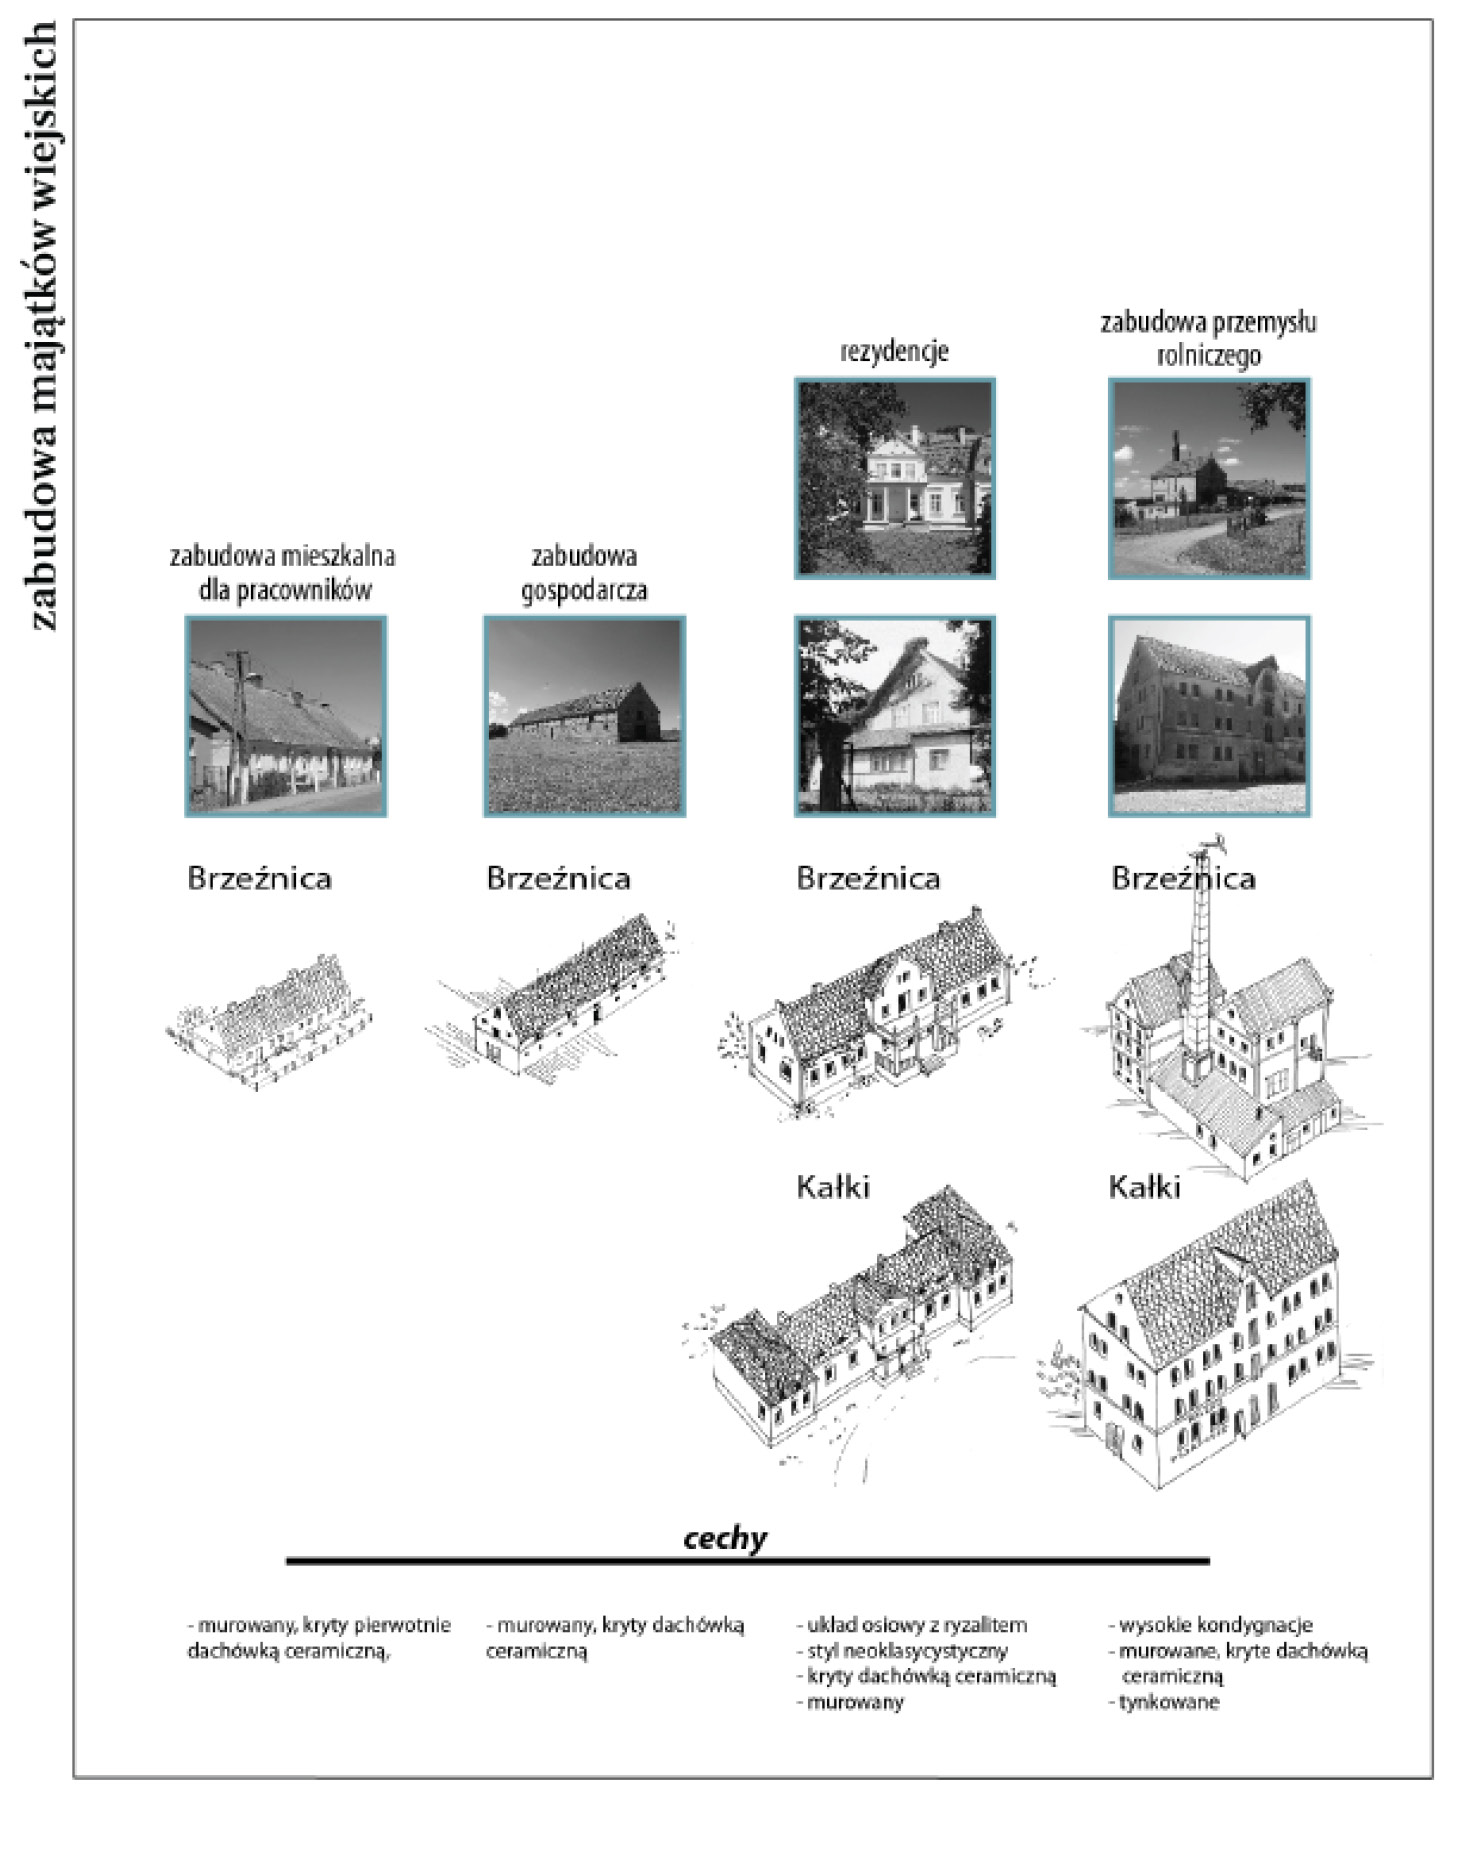 zabudowa majątków wiejskich
zabudowa mieszkalna
dla pracowników
zabudowa
gospodarcza
rezydencje
zabudowa przemysłu
rolniczego
Brzeźnica
Brzeźnica
Brzeźnica
Brzeźnica
Kałki
Kałki
cechy
- murowany, kryty pierwotnie
dachówką ceramiczną,
- murowany, kryty dachówką
ceramiczną
- układ osiowy z ryzalitem
- styl neoklasycystyczny
- kryty dachówką ceramiczną
- murowany
- wysokie kondygnacje
- murowane, kryte dachówką
ceramiczną
- tynkowane